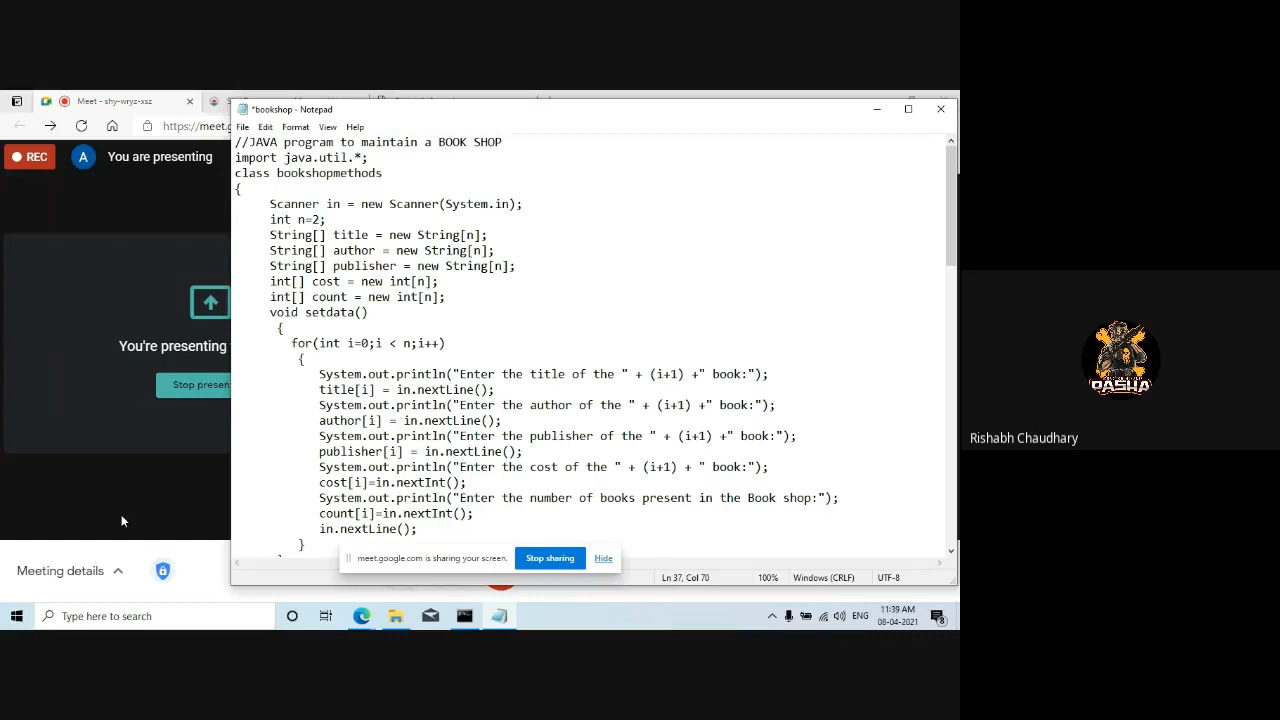 Meet - shy-wryz-xsz
https://meet.g
REC
A
You are presenting
You're presenting
Stop presen
*bookshop - Notepad
File Edit Format View Help
//JAVA program to maintain a BOOK SHOP
import java.util.*;
class bookshopmethods
{
Scanner in = new Scanner(System.in);
int n=2;
String[] title = new String[n];
String[] author = new String[n];
String[] publisher = new String[n];
int[] cost = new int[n];
int[] count = new int[n];
void setdata()
{
for(int i=0;i < n;i++)
{
System.out.println("Enter the title of the " + (i+1) +" book:");
title[i] = in.nextLine();
System.out.println("Enter the author of the " + (i+1) +" book:");
author[i] = in.nextLine();
System.out.println("Enter the publisher of the " + (i+1) +" book:");
publisher[i] = in.nextLine();
System.out.println("Enter the cost of the " + (i+1) + " book:");
cost[i]=in.nextInt();
System.out.println("Enter the number of books present in the Book shop:");
count[i]=in.nextInt();
in.nextLine();
}
meet.google.com is sharing your screen.
Stop sharing
Hide
Ln 37, Col 70
100%
Windows (CRLF)
UTF-8
Meeting details
Type here to search
ENG
11:39 AM
08-04-2021
8
PASHA
Rishabh Chaudhary